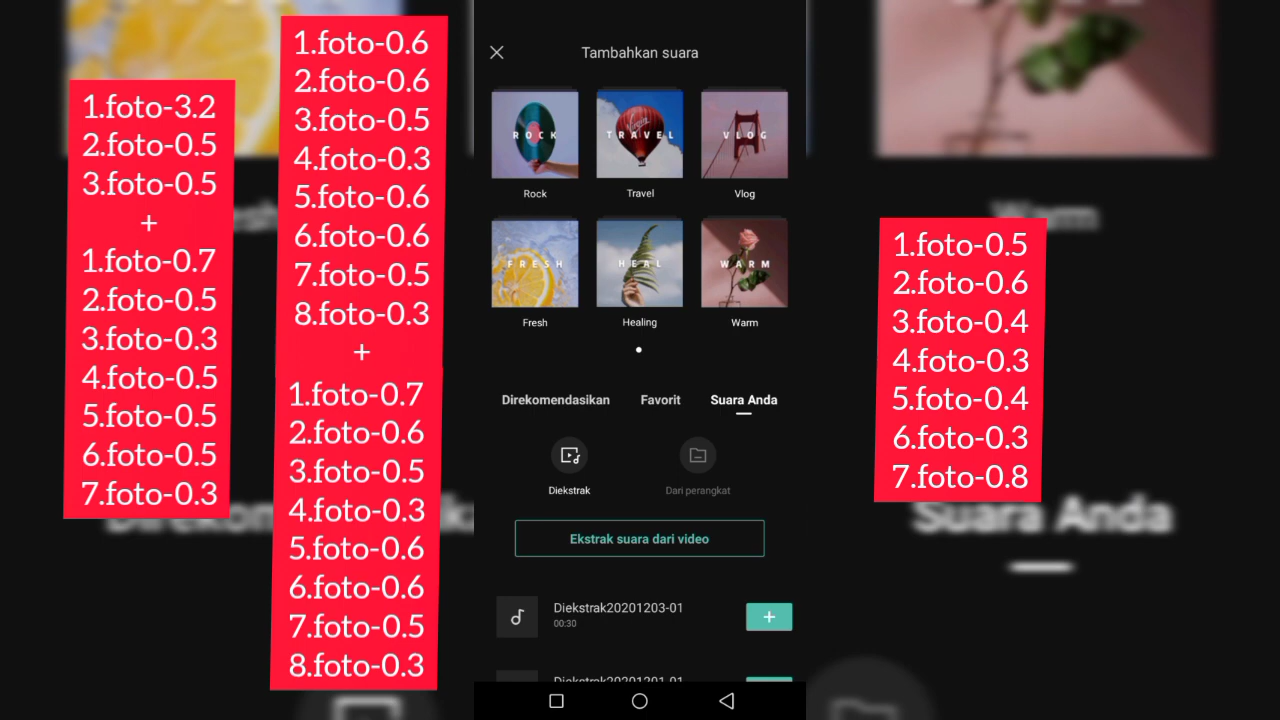 1.foto-3.2
2.foto-0.5
3.foto-0.5
+
1.foto-0.7
2.foto-0.5
3.foto-0.3
4.foto-0.5
5.foto-0.5
6.foto-0.5
7.foto-0.3
1.foto-0.6
2.foto-0.6
3.foto-0.5
4.foto-0.3
5.foto-0.6
6.foto-0.6
7.foto-0.5
8.foto-0.3
+
1.foto-0.7
2.foto-0.6
3.foto-0.5
4.foto-0.3
5.foto-0.6
6.foto-0.6
7.foto-0.5
8.foto-0.3
Tambahkan suara
ROCK
TRAVEL
VLOG
Rock
Travel
Vlog
FRESH
HEAL
WARM
Fresh
Healing
Warm
Direkomendasikan Favorit Suara Anda
Diekstrak
Dari perangkat
Ekstrak suara dari video
Diekstrak20201203-01
+
00:30
Diekstrak20201201-01
Warm
1.foto-0.5
2.foto-0.6
3.foto-0.4
4.foto-0.3
5.foto-0.4
6.foto-0.3
7.foto-0.8
Suara Anda